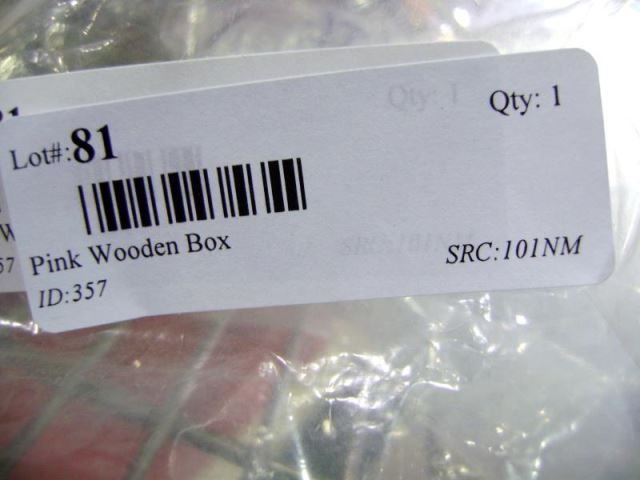 Lot#:81
Qty: 1
Pink Wooden Box
SRC:101NM
ID:357